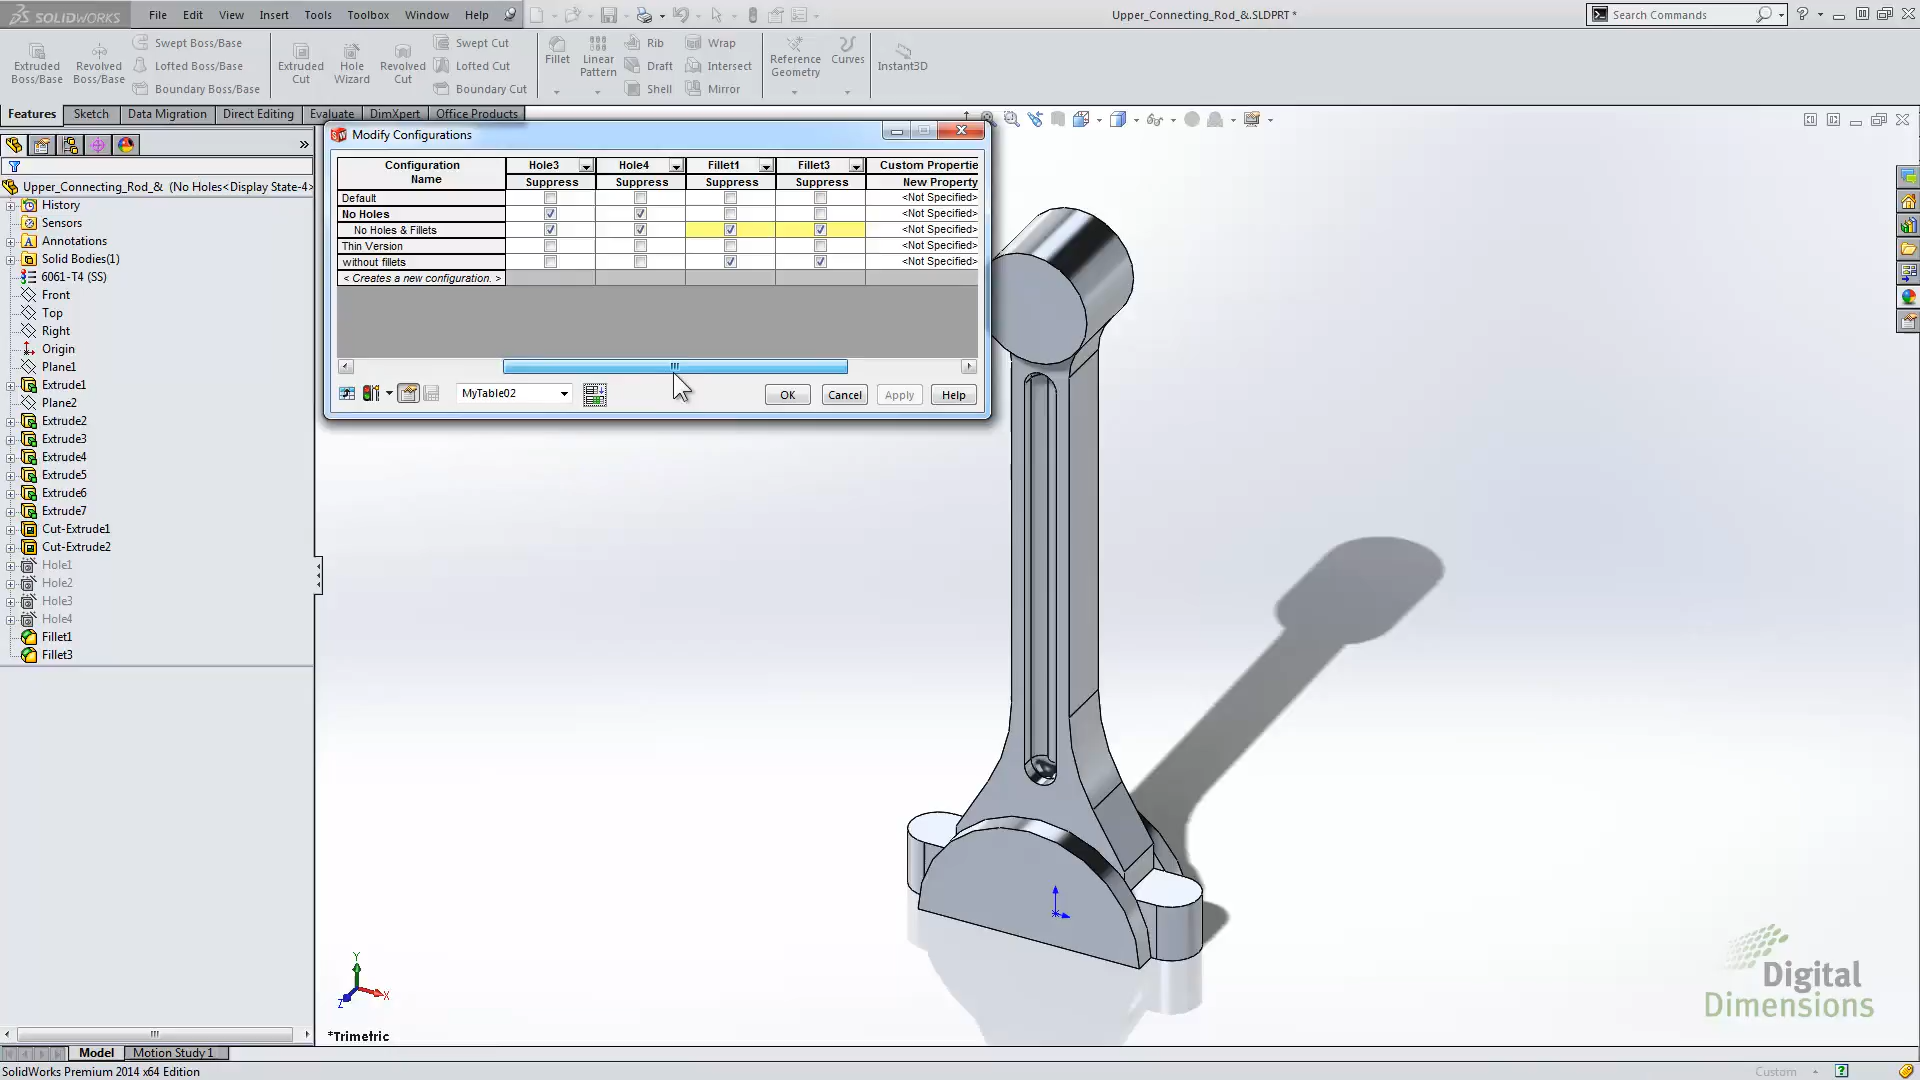 SOLIDWORKS File Edit View Insert Tools Toolbox Window Help Upper_Connecting_Rod_&.SLDPRT * Search Commands
Extruded Boss/Base
Revolved Boss/Base
Swept Boss/Base
Lofted Boss/Base
Boundary Boss/Base
Extruded Cut
Hole Wizard
Revolved Cut
Swept Cut
Lofted Cut
Boundary Cut
Fillet
Linear Pattern
Rib
Draft
Shell
Wrap
Intersect
Mirror
Reference Geometry
Curves
Instant3D
Features Sketch Data Migration Direct Editing Evaluate DimXpert Office Products
Upper_Connecting_Rod_& (No Holes<Display State-4>
History
Sensors
Annotations
Solid Bodies(1)
6061-T4 (SS)
Front
Top
Right
Origin
Plane1
Extrude1
Plane2
Extrude2
Extrude3
Extrude4
Extrude5
Extrude6
Extrude7
Cut-Extrude1
Cut-Extrude2
Hole1
Hole2
Hole3
Hole4
Fillet1
Fillet3
Modify Configurations
Configuration Name Hole3 Hole4 Fillet1 Fillet3 Custom Propertie
Suppress Suppress Suppress Suppress New Property
Default <Not Specified>
No Holes <Not Specified>
No Holes & Fillets <Not Specified>
Thin Version <Not Specified>
without fillets <Not Specified>
< Creates a new configuration. >
MyTable02 OK Cancel Apply Help
Y
X
Z
*Trimetric
Digital
Dimensions
Model Motion Study 1
SolidWorks Premium 2014 x64 Edition Custom